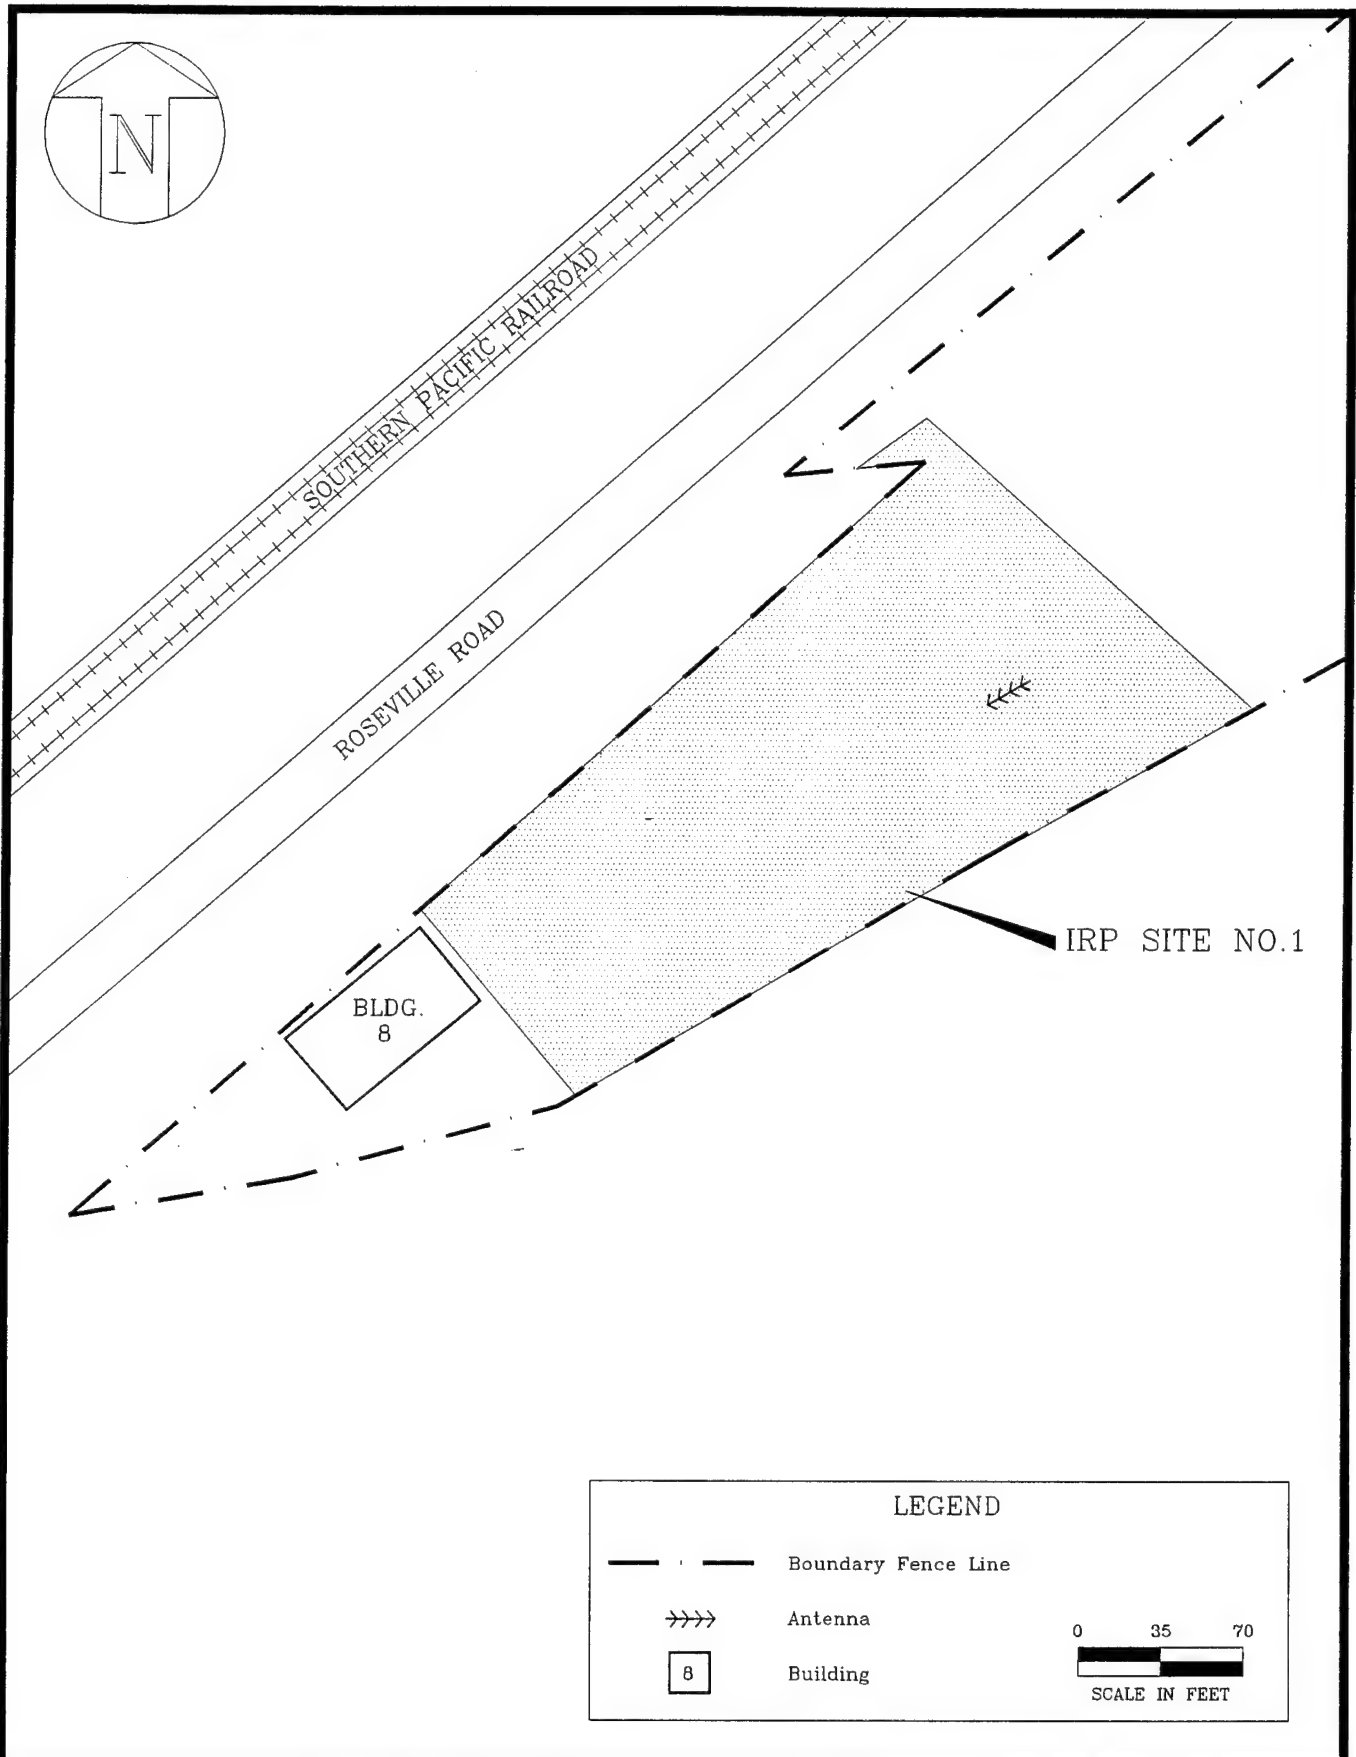 N
SOUTHERN PACIFIC RAILROAD
ROSEVILLE ROAD
IRP SITE NO.1
BLDG.
8
LEGEND
Boundary Fence Line
Antenna
8 Building
0 35 70
SCALE IN FEET